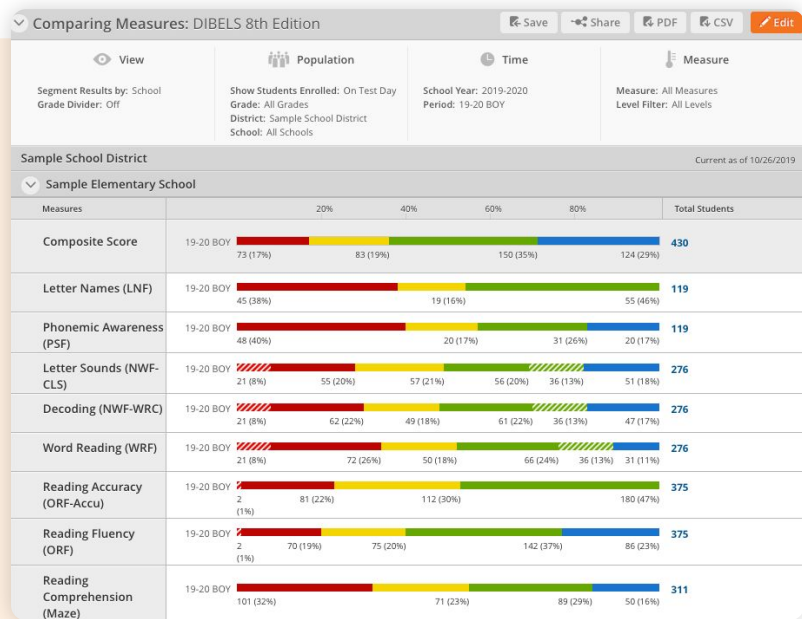 Comparing Measures: DIBELS 8th Edition
Save
Share
PDF
CSV
Edit
View
Segment Results by: School
Grade Divider: Off
Population
Show Students Enrolled: On Test Day
Grade: All Grades
District: Sample School District
School: All Schools
Time
School Year: 2019-2020
Period: 19-20 BOY
Measure
Measure: All Measures
Level Filter: All Levels
Sample School District
Current as of 10/26/2019
Sample Elementary School
Measures 20% 40% 60% 80% Total Students
Composite Score 19-20 BOY 430
73 (17%) 83 (19%) 150 (35%) 124 (29%)
Letter Names (LNF) 19-20 BOY 119
45 (38%) 19 (16%) 55 (46%)
Phonemic Awareness
(PSF)
19-20 BOY 119
48 (40%) 20 (17%) 31 (26%) 20 (17%)
Letter Sounds (NWF-
CLS)
19-20 BOY 276
21 (8%) 55 (20%) 57 (21%) 56 (20%) 36 (13%) 51 (18%)
Decoding (NWF-WRC) 19-20 BOY 276
21 (8%) 62 (22%) 49 (18%) 61 (22%) 36 (13%) 47 (17%)
Word Reading (WRF) 19-20 BOY 276
21 (8%) 72 (26%) 50 (18%) 66 (24%) 36 (13%) 31 (11%)
Reading Accuracy
(ORF-Accu)
19-20 BOY 375
2
(1%)
81 (22%) 112 (30%) 180 (47%)
Reading Fluency
(ORF)
19-20 BOY 375
2
(1%)
70 (19%) 75 (20%) 142 (37%) 86 (23%)
Reading
Comprehension
(Maze)
19-20 BOY 311
101 (32%) 71 (23%) 89 (29%) 50 (16%)